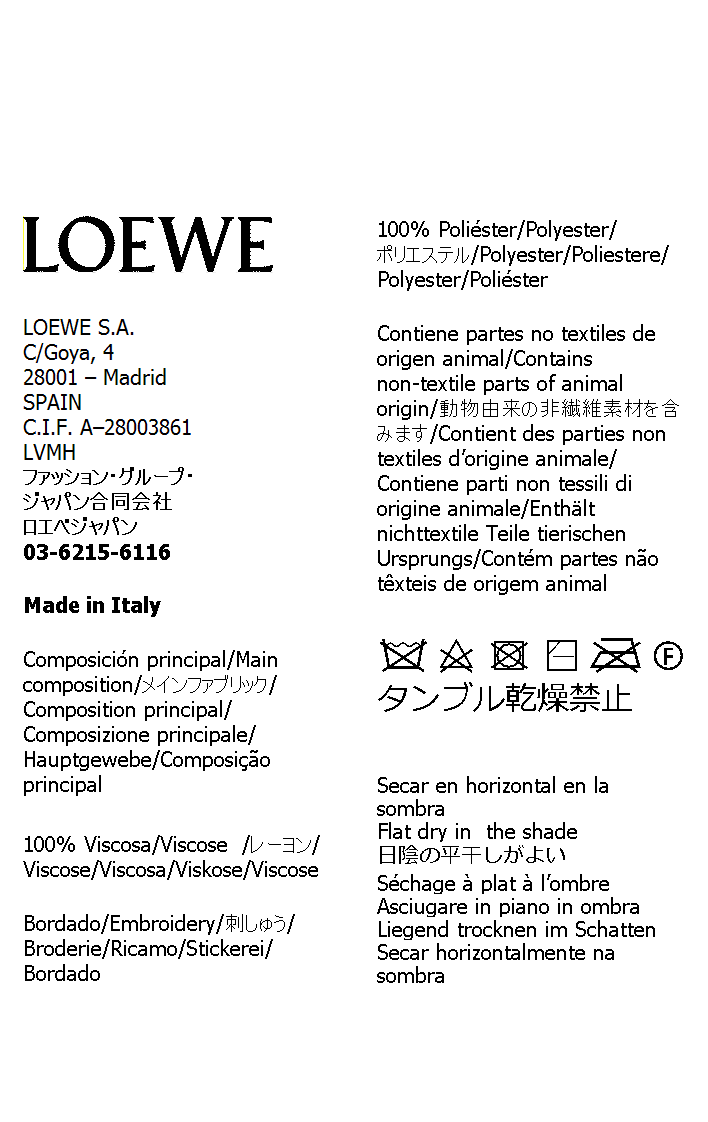 LOEWE
LOEWE S.A.
C/Goya, 4
28001 – Madrid
SPAIN
C.I.F. A–28003861
LVMH
ファッション・グループ・
ジャパン合同会社
ロエベジャパン
03-6215-6116
Made in Italy
Composición principal/Main
composition/メインファブリック/
Composition principal/
Composizione principale/
Hauptgewebe/Composição
principal
100% Viscosa/Viscose /レーヨン/
Viscose/Viscosa/Viskose/Viscose
Bordado/Embroidery/刺しゅう/
Broderie/Ricamo/Stickerei/
Bordado
100% Poliéster/Polyester/
ポリエステル/Polyester/Poliestere/
Polyester/Poliéster
Contiene partes no textiles de
origen animal/Contains
non-textile parts of animal
origin/動物由来の非繊維素材を含
みます/Contient des parties non
textiles d’origine animale/
Contiene parti non tessili di
origine animale/Enthält
nichttextile Teile tierischen
Ursprungs/Contém partes não
têxteis de origem animal
F
タンブル乾燥禁止
Secar en horizontal en la
sombra
Flat dry in the shade
日陰の平干しがよい
Séchage à plat à l’ombre
Asciugare in piano in ombra
Liegend trocknen im Schatten
Secar horizontalmente na
sombra